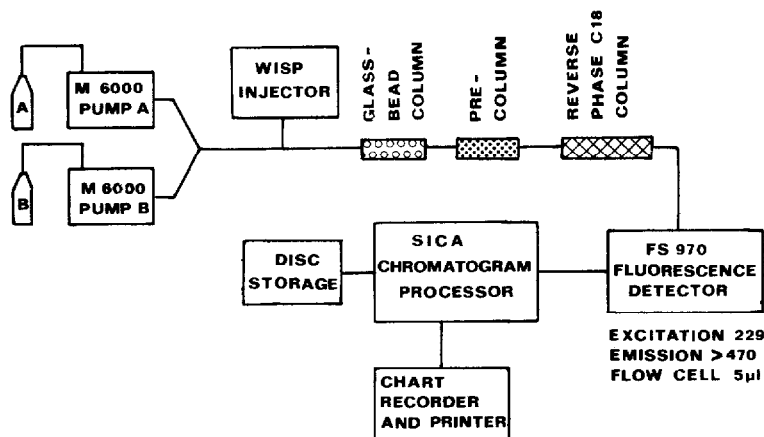 A
M 6000
PUMP A
B
M 6000
PUMP B
WISP
INJECTOR
GLASS-
BEAD
COLUMN
PRE-
COLUMN
REVERSE
PHASE C18
COLUMN
DISC
STORAGE
SICA
CHROMATOGRAM
PROCESSOR
FS 970
FLUORESCENCE
DETECTOR
EXCITATION 229
EMISSION >470
FLOW CELL 5µl
CHART
RECORDER
AND PRINTER